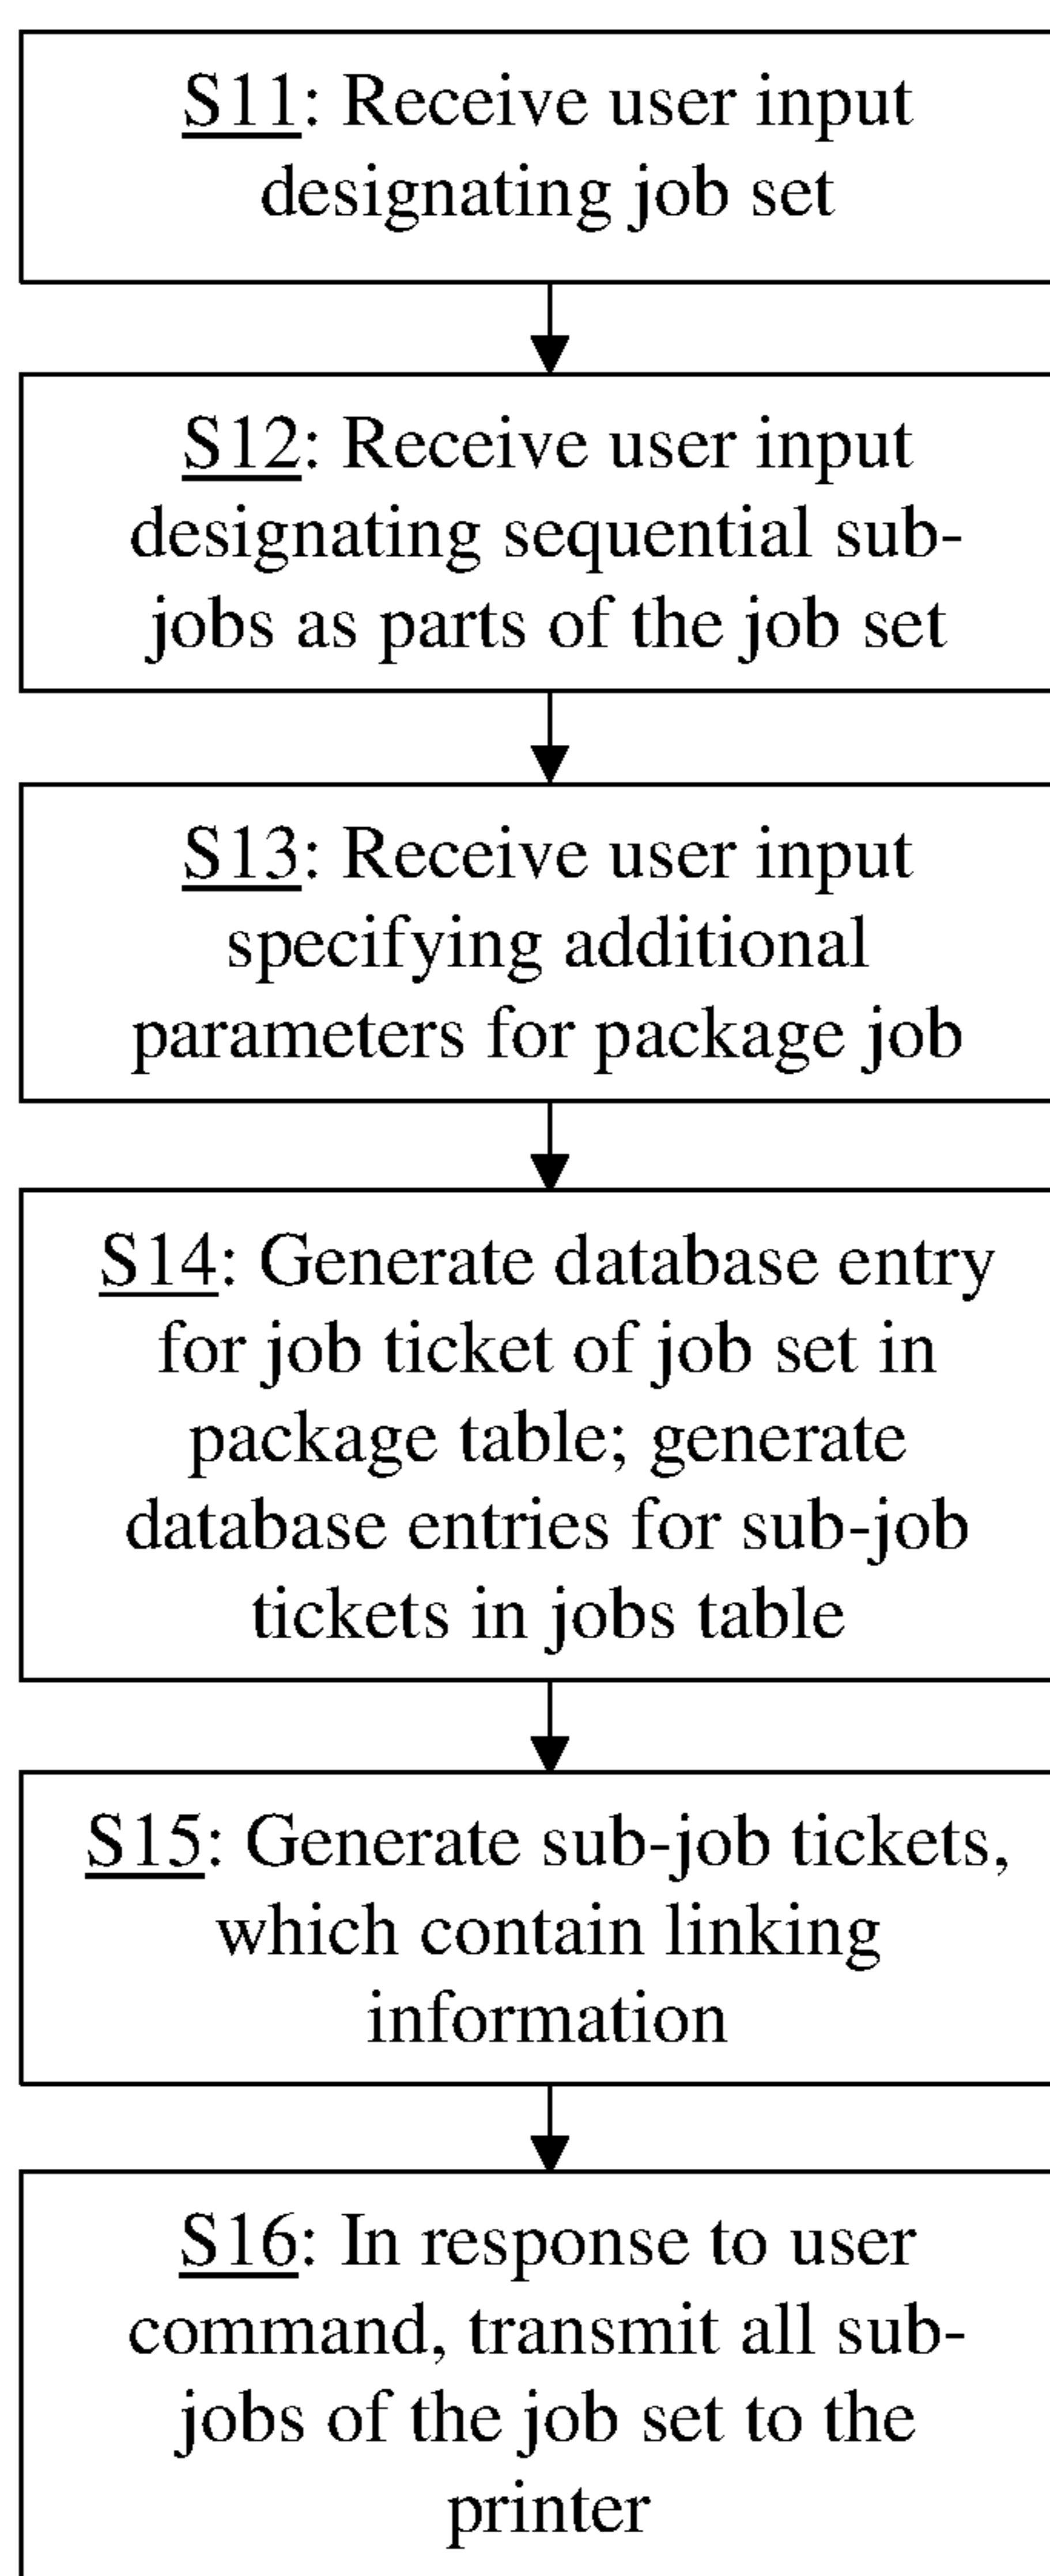 S11: Receive user input
designating job set
S12: Receive user input
designating sequential sub-
jobs as parts of the job set
S13: Receive user input
specifying additional
parameters for package job
S14: Generate database entry
for job ticket of job set in
package table; generate
database entries for sub-job
tickets in jobs table
S15: Generate sub-job tickets,
which contain linking
information
S16: In response to user
command, transmit all sub-
jobs of the job set to the
printer